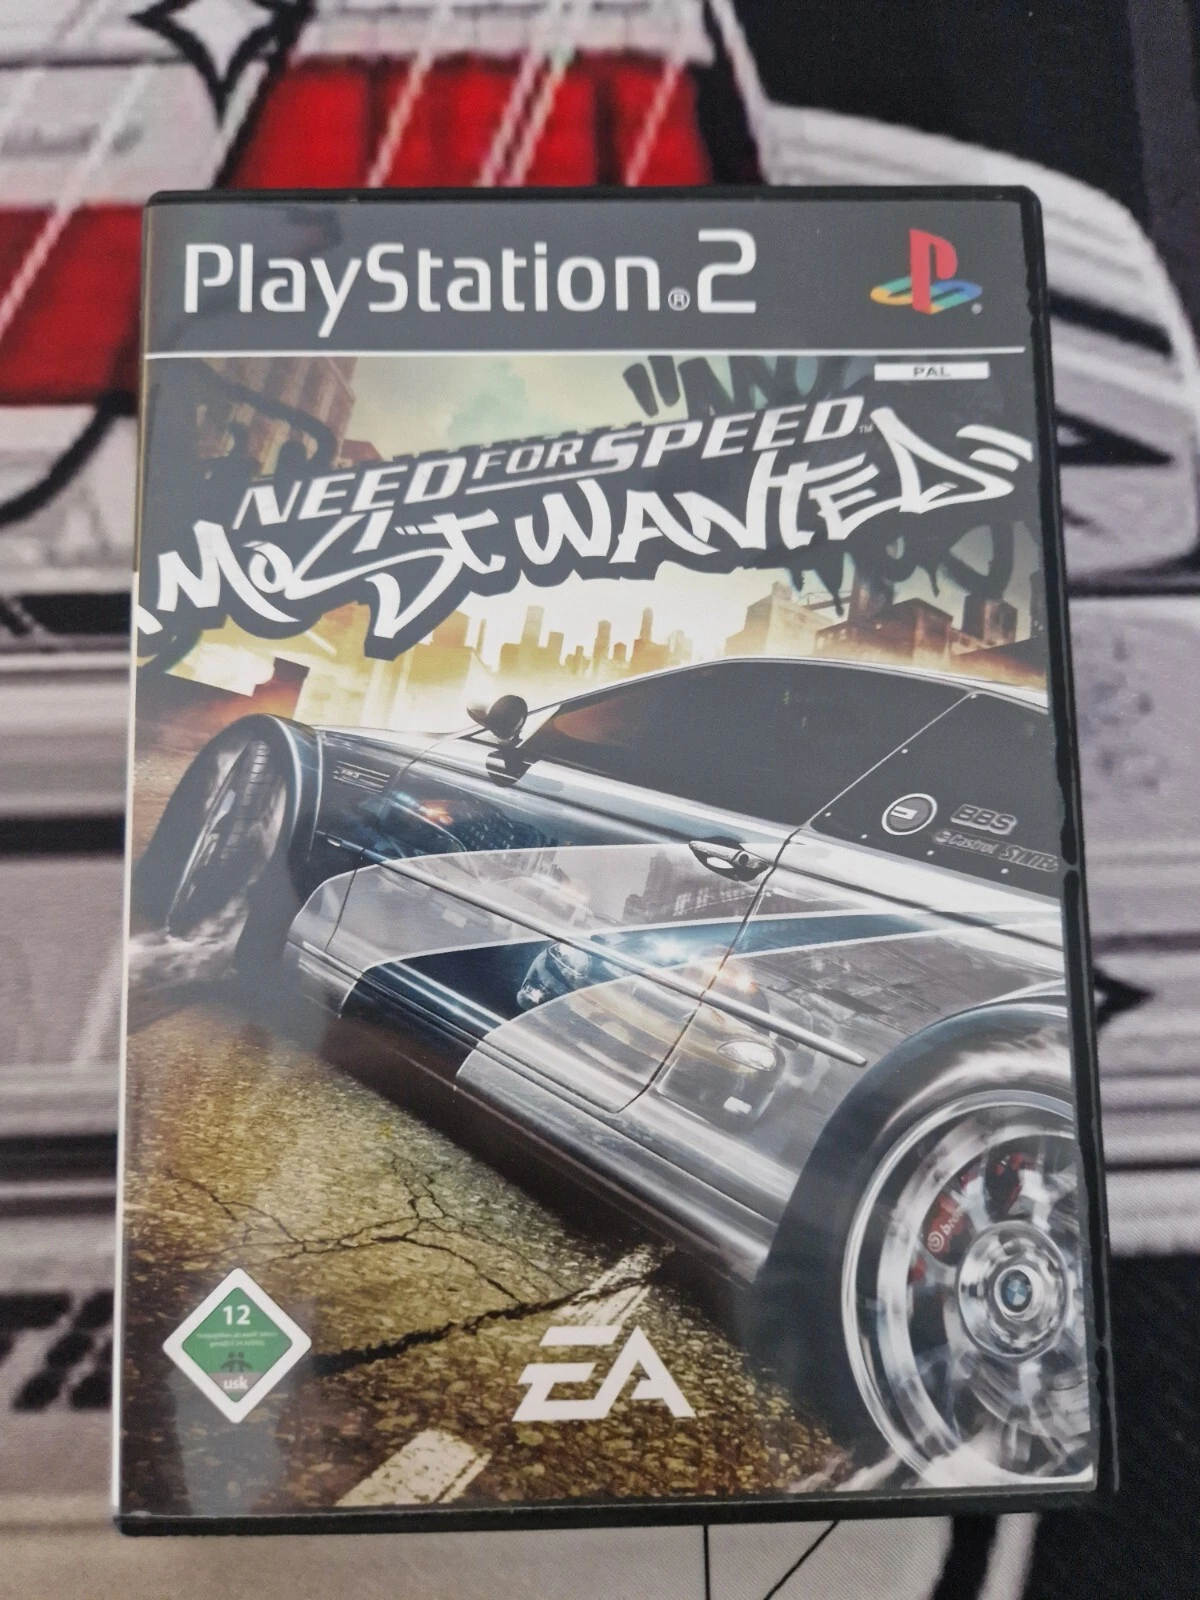 PlayStation®2
PAL
NEED FOR SPEED™
MOST WANTED
BBS
Castrol
12
usk
EA